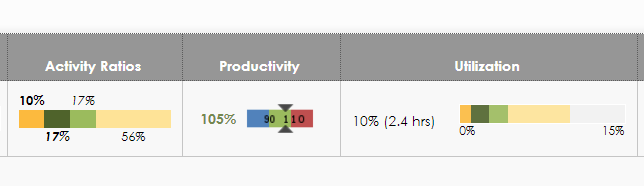 Activity Ratios Productivity Utilization
10% 17%
105% 90 110 10% (2.4 hrs)
17% 56% 0% 15%